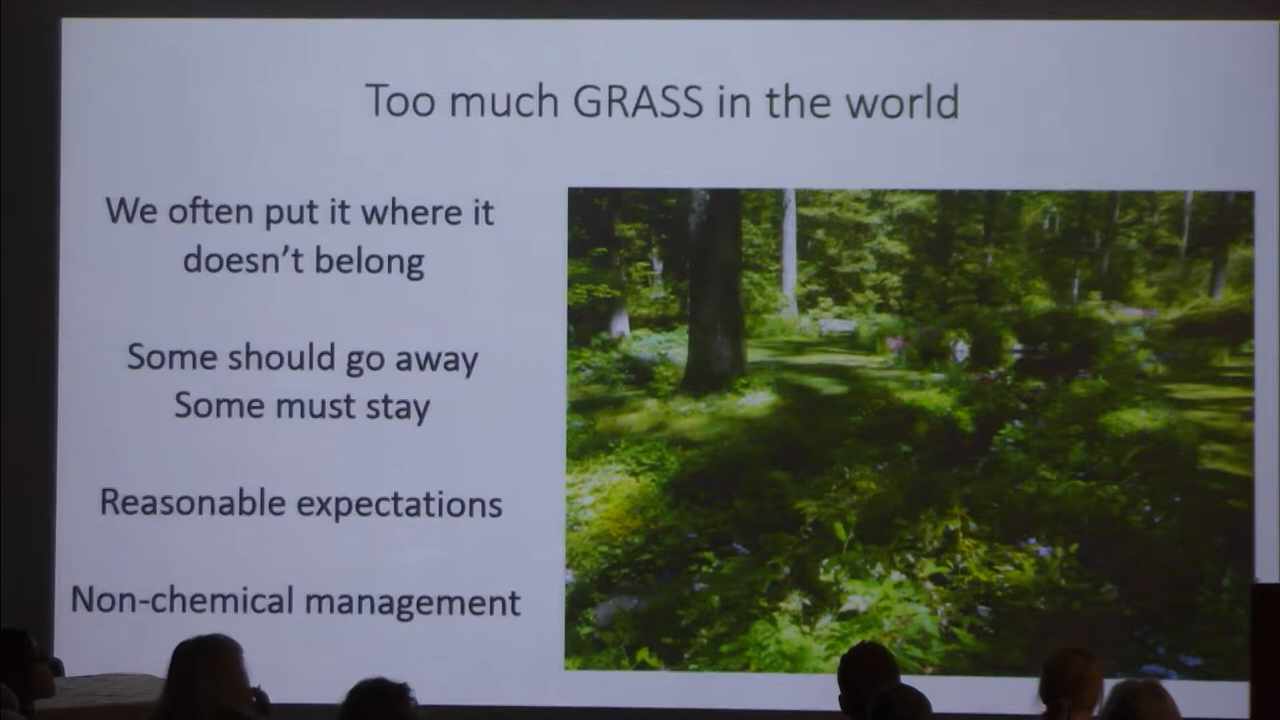 Too much GRASS in the world
We often put it where it
doesn’t belong
Some should go away
Some must stay
Reasonable expectations
Non-chemical management